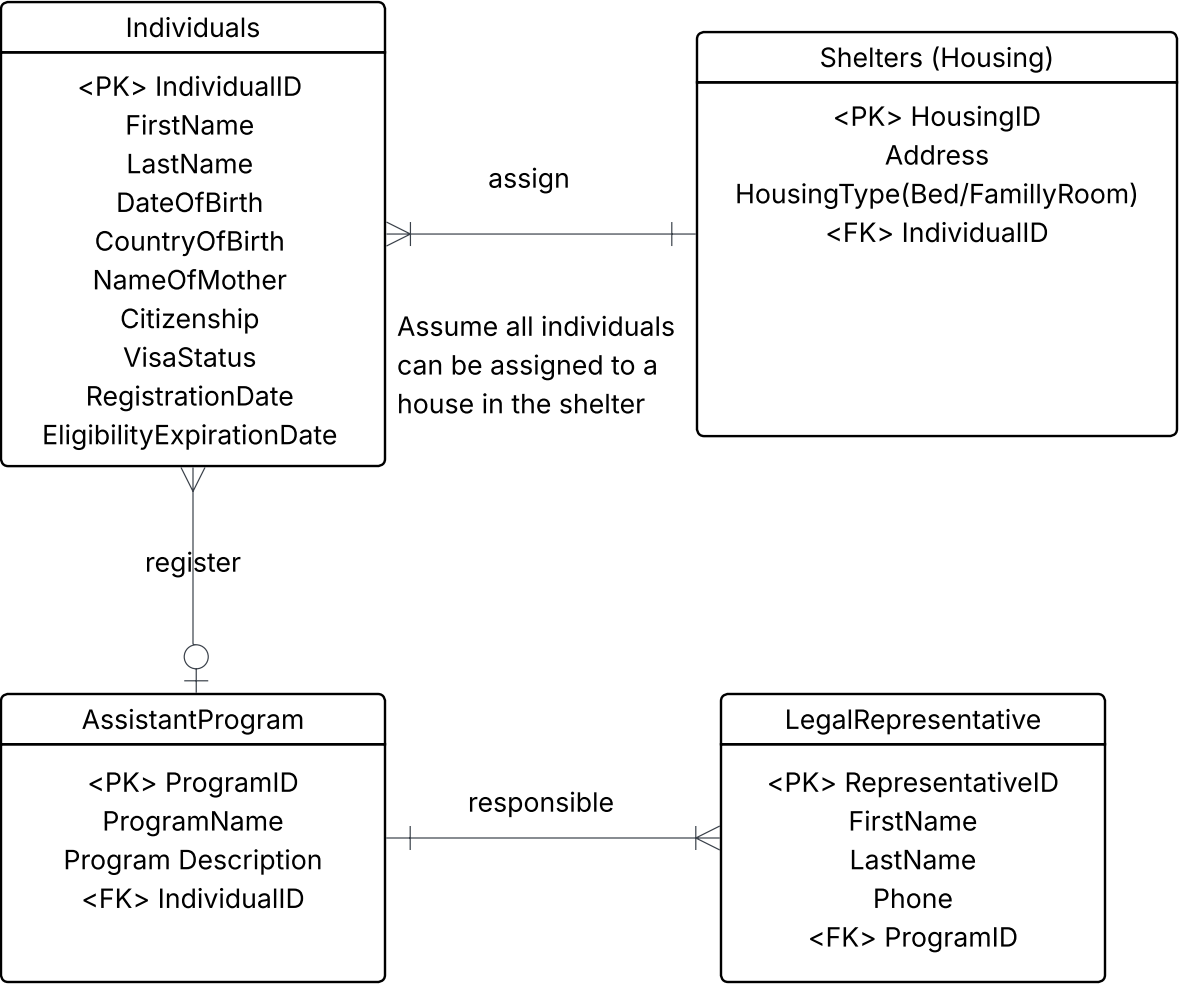 Individuals
<PK> IndividualID
FirstName
LastName
DateOfBirth
CountryOfBirth
NameOfMother
Citizenship
VisaStatus
RegistrationDate
EligibilityExpirationDate
assign
Assume all individuals
can be assigned to a
house in the shelter
Shelters (Housing)
<PK> HousingID
Address
HousingType(Bed/FamillyRoom)
<FK> IndividualID
register
AssistantProgram
<PK> ProgramID
ProgramName
Program Description
<FK> IndividualID
responsible
LegalRepresentative
<PK> RepresentativeID
FirstName
LastName
Phone
<FK> ProgramID